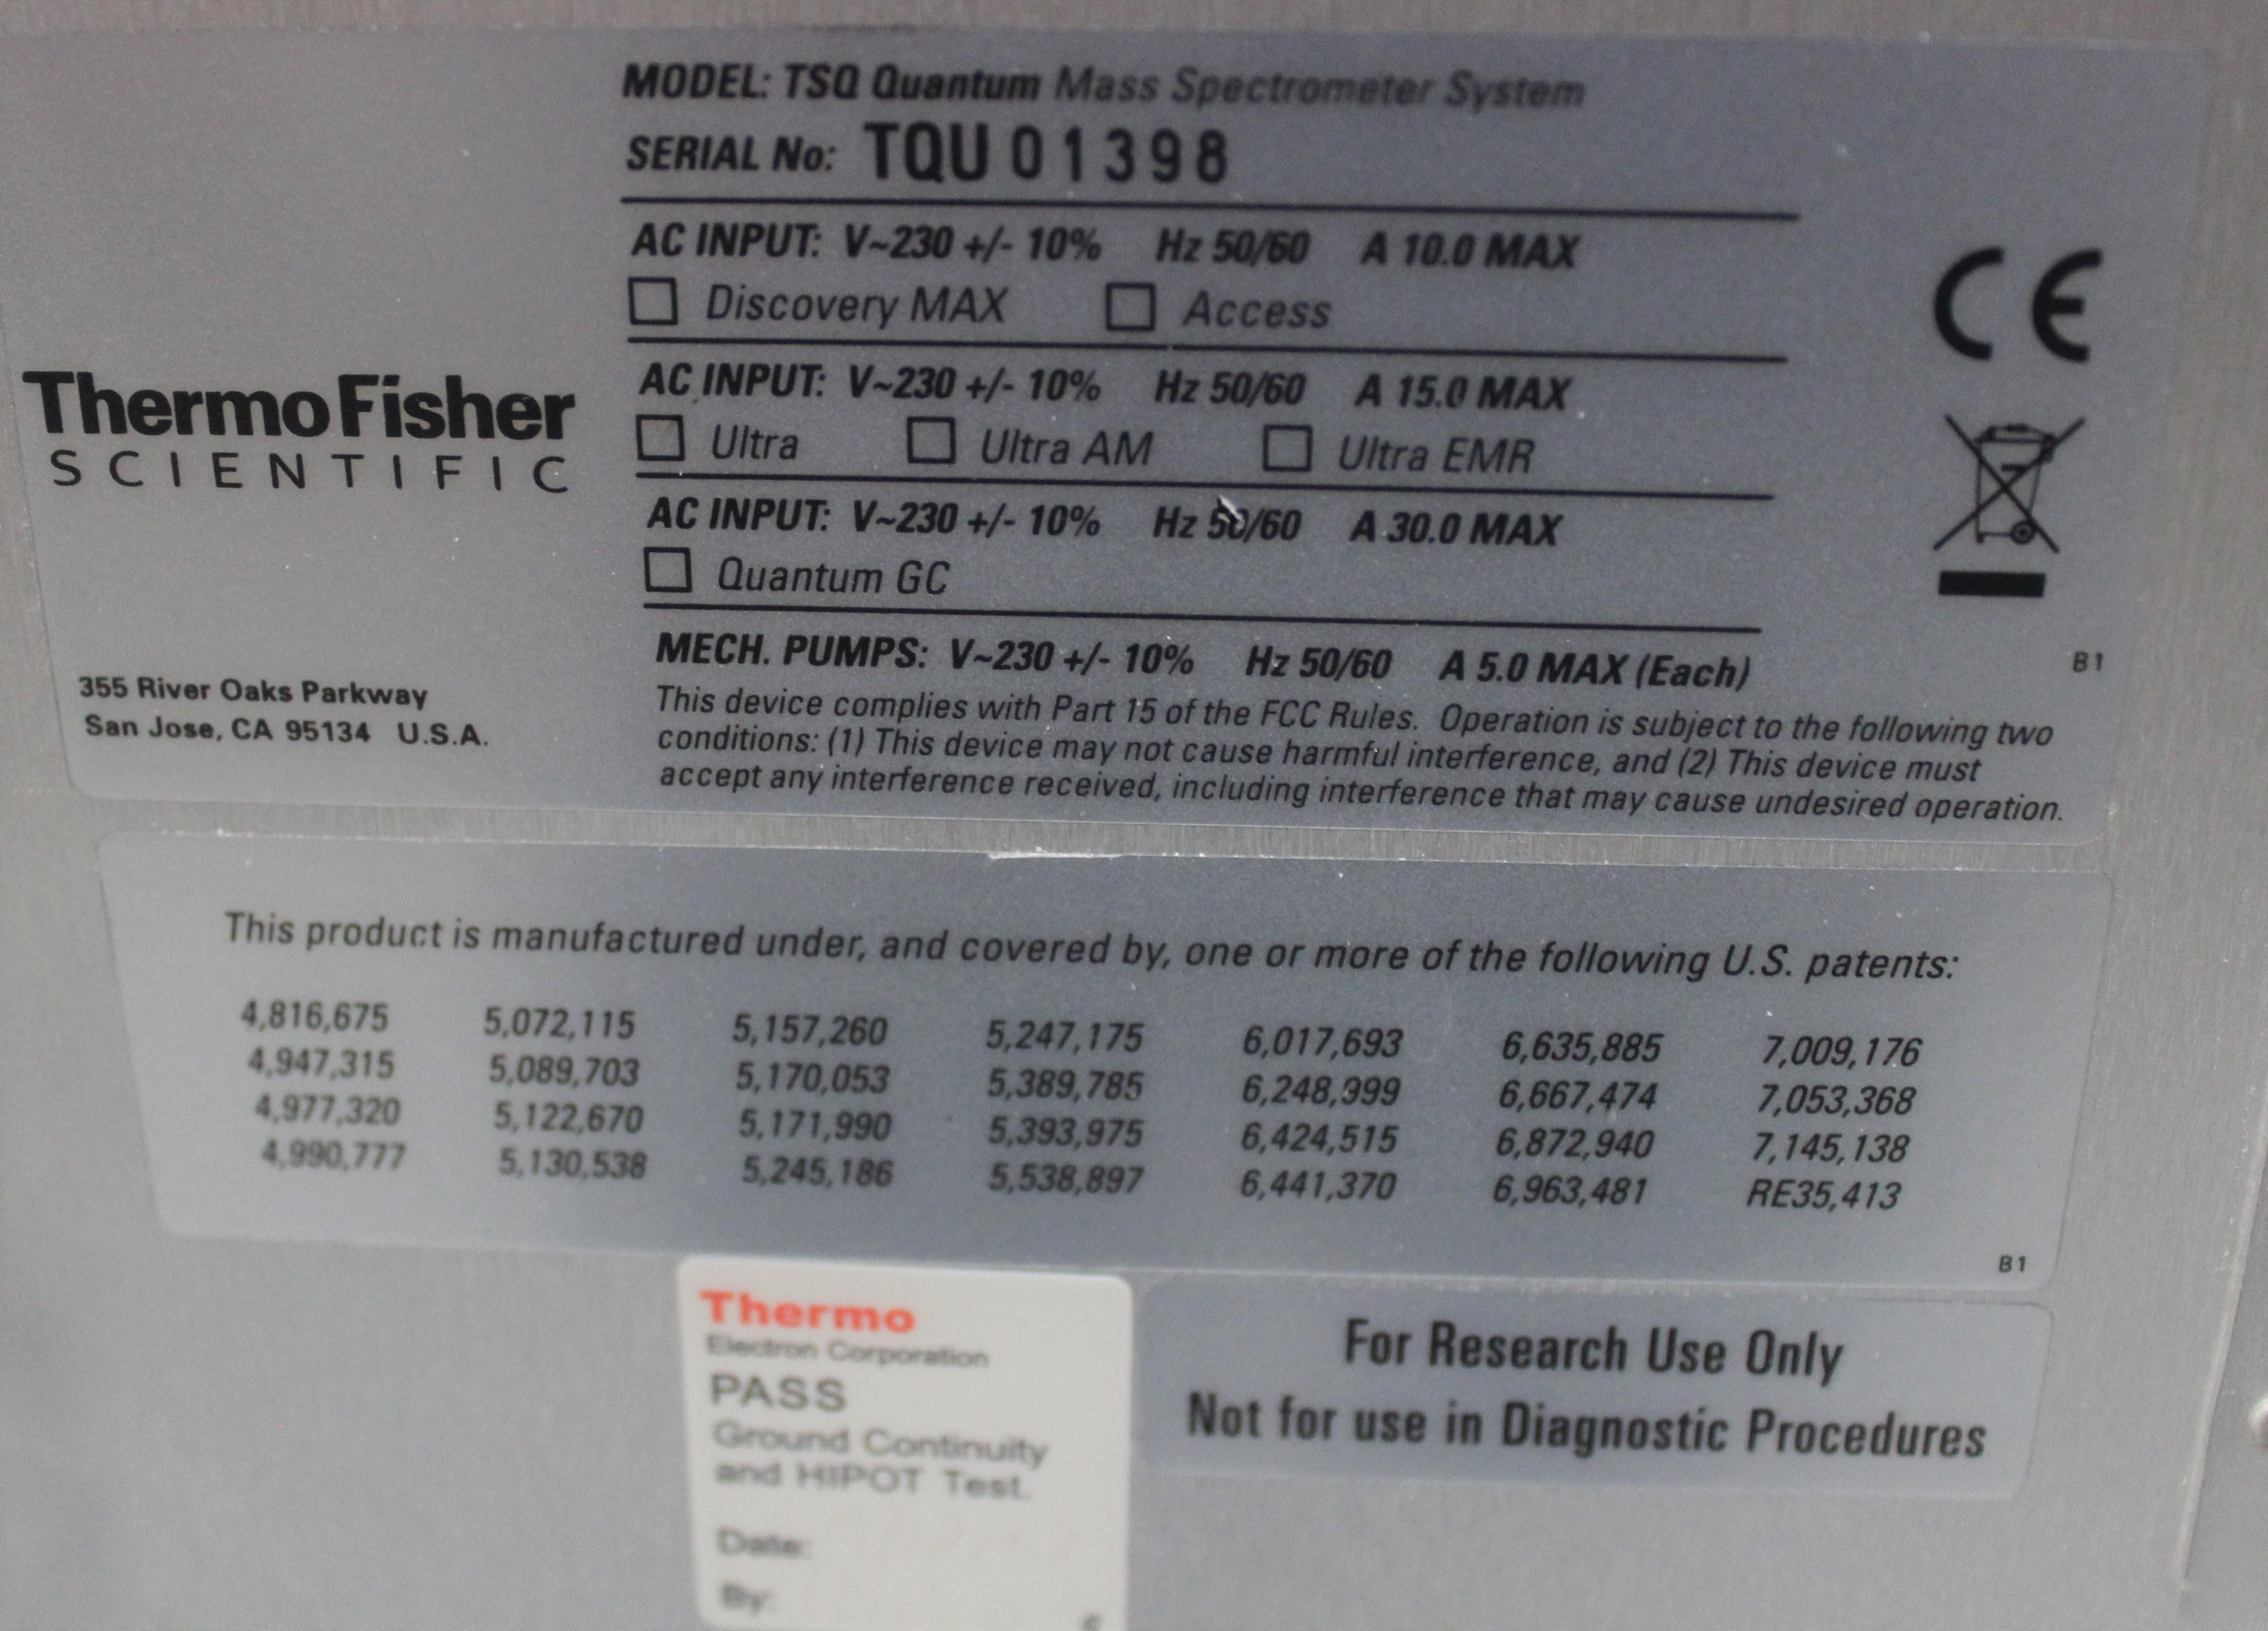 MODEL: TSQ Quantum Mass Spectrometer System
SERIAL No: TQU 01398
AC INPUT: V~230 +/- 10% Hz 50/60 A 10.0 MAX
Discovery MAX Access
AC INPUT: V~230 +/- 10% Hz 50/60 A 15.0 MAX
Ultra Ultra AM Ultra EMR
AC INPUT: V~230 +/- 10% Hz 50/60 A 30.0 MAX
Quantum GC
MECH. PUMPS: V~230 +/- 10% Hz 50/60 A 5.0 MAX (Each)
This device complies with Part 15 of the FCC Rules. Operation is subject to the following two
conditions: (1) This device may not cause harmful interference, and (2) This device must
accept any interference received, including interference that may cause undesired operation.
ThermoFisher
SCIENTIFIC
355 River Oaks Parkway
San Jose, CA 95134 U.S.A.
CE
B1
This product is manufactured under, and covered by, one or more of the following U.S. patents:
4,816,675 5,072,115 5,157,260 5,247,175 6,017,693 6,635,885 7,009,176
4,947,315 5,089,703 5,170,053 5,389,785 6,248,999 6,667,474 7,053,368
4,977,320 5,122,670 5,171,990 5,393,975 6,424,515 6,872,940 7,145,138
4,990,777 5,130,538 5,245,186 5,538,897 6,441,370 6,963,481 RE35,413
B1
Thermo
Electron Corporation
PASS
Ground Continuity
and HIPOT Test.
Date:
By:
For Research Use Only
Not for use in Diagnostic Procedures